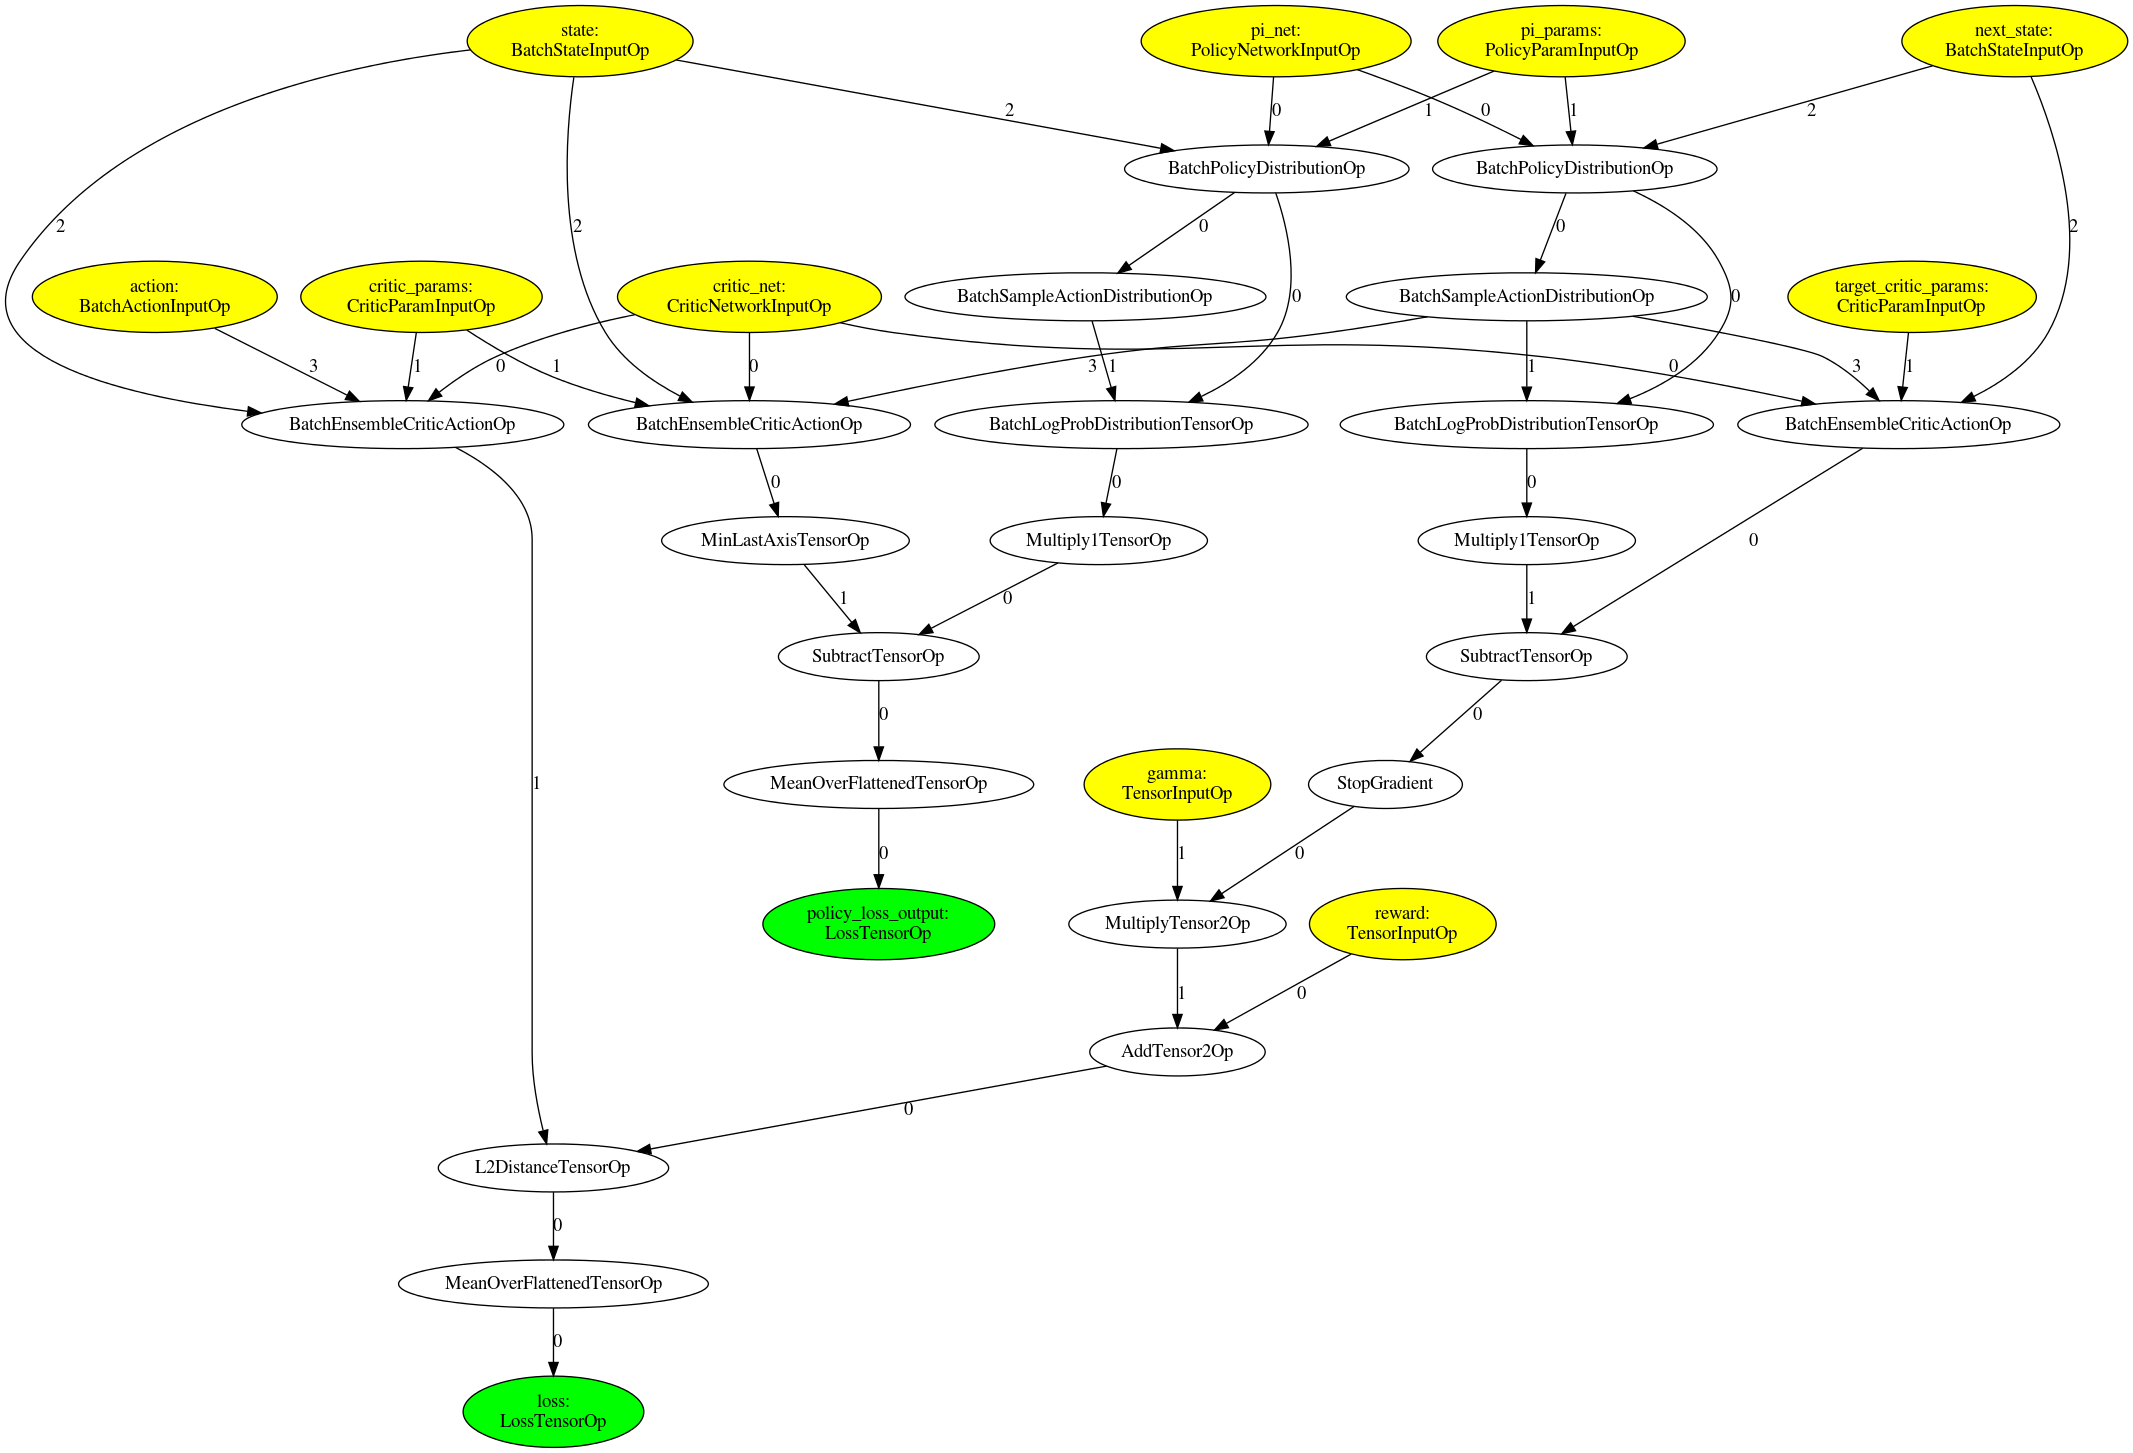 state:
BatchStateInputOp
pi_net:
PolicyNetworkInputOp
pi_params:
PolicyParamInputOp
next_state:
BatchStateInputOp
2
0
1
0
1
2
BatchPolicyDistributionOp
BatchPolicyDistributionOp
2
2
0
0
2
action:
BatchActionInputOp
critic_params:
CriticParamInputOp
critic_net:
CriticNetworkInputOp
BatchSampleActionDistributionOp
0
BatchSampleActionDistributionOp
0
target_critic_params:
CriticParamInputOp
3
1
0
1
0
3
1
1
0
3
1
BatchEnsembleCriticActionOp
BatchEnsembleCriticActionOp
BatchLogProbDistributionTensorOp
BatchLogProbDistributionTensorOp
BatchEnsembleCriticActionOp
0
0
0
MinLastAxisTensorOp
Multiply1TensorOp
Multiply1TensorOp
0
1
0
1
SubtractTensorOp
SubtractTensorOp
0
0
1
MeanOverFlattenedTensorOp
gamma:
TensorInputOp
StopGradient
0
1
0
policy_loss_output:
LossTensorOp
MultiplyTensor2Op
reward:
TensorInputOp
1
0
AddTensor2Op
0
L2DistanceTensorOp
0
MeanOverFlattenedTensorOp
0
loss:
LossTensorOp